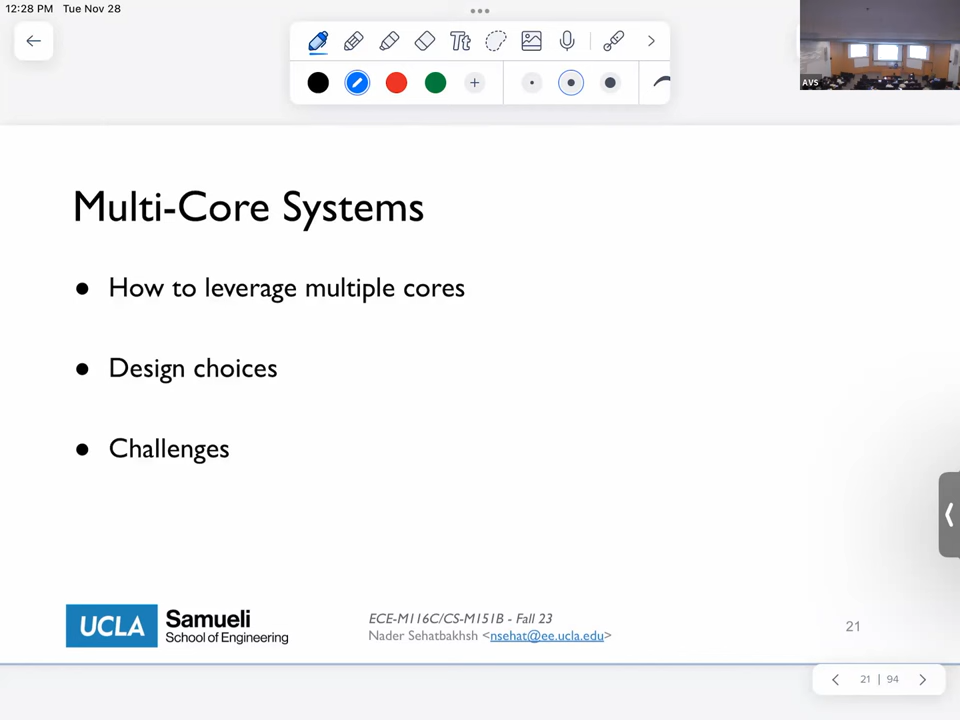 12:28 PM Tue Nov 28
Tt
AVS
Multi-Core Systems
● How to leverage multiple cores
● Design choices
● Challenges
UCLA Samueli
School of Engineering
ECE-M116C/CS-M151B - Fall 23
Nader Sehatbakhsh <nsehat@ee.ucla.edu>
21
21 | 94